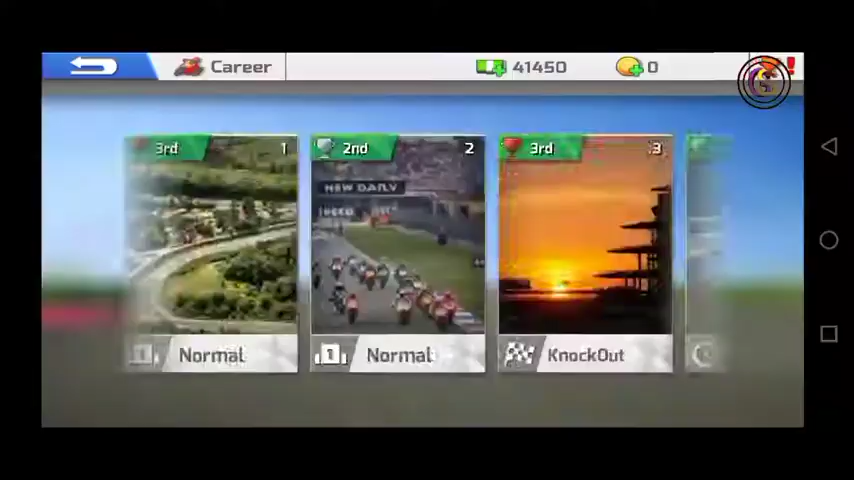 Career
41450
0
3rd
1
2nd
2
3rd
3
NEW DAILY
Normal
Normal
KnockOut